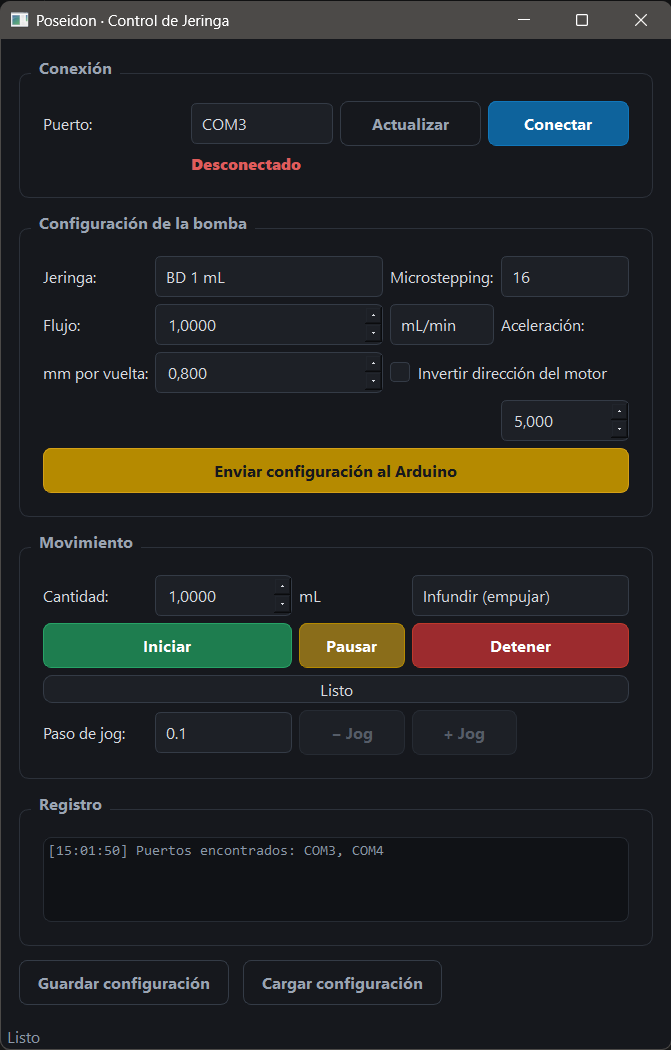 Poseidon · Control de Jeringa
Conexión
Puerto: COM3 Actualizar Conectar
Desconectado
Configuración de la bomba
Jeringa: BD 1 mL Microstepping: 16
Flujo: 1,0000 mL/min Aceleración:
mm por vuelta: 0,800 Invertir dirección del motor
5,000
Enviar configuración al Arduino
Movimiento
Cantidad: 1,0000 mL Infundir (empujar)
Iniciar Pausar Detener
Listo
Paso de jog: 0.1 − Jog + Jog
Registro
[15:01:50] Puertos encontrados: COM3, COM4
Guardar configuración Cargar configuración
Listo